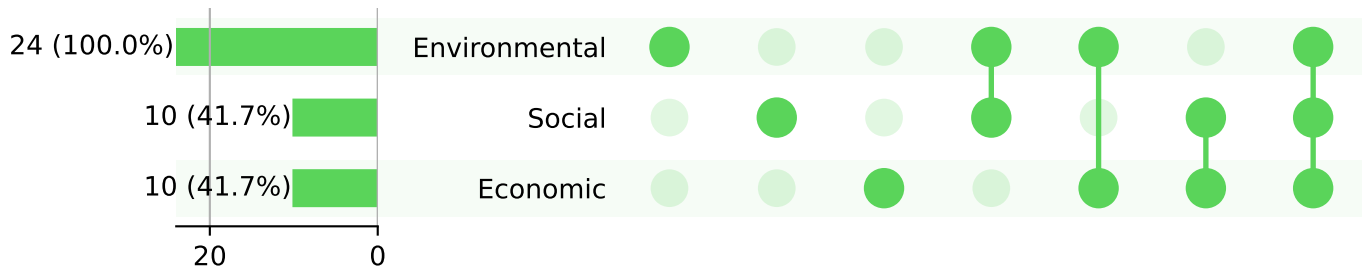 24 (100.0%) Environmental
10 (41.7%) Social
10 (41.7%) Economic
20 0